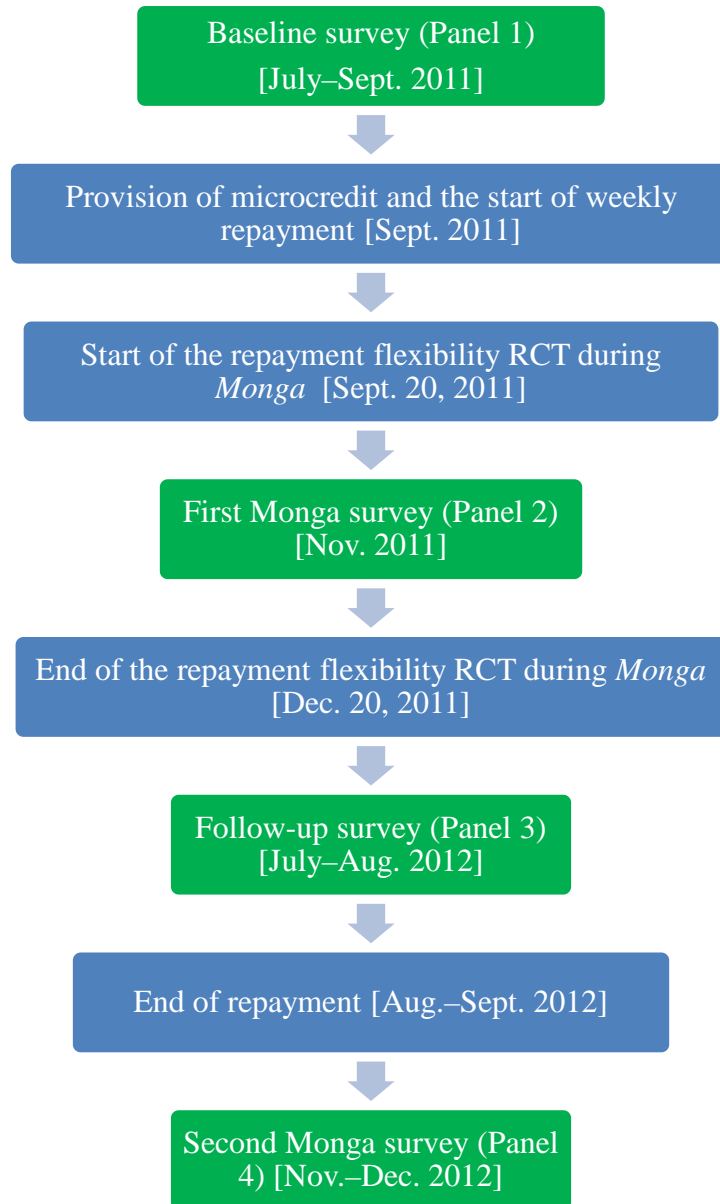 Baseline survey (Panel 1)
[July–Sept. 2011]
Provision of microcredit and the start of weekly
repayment [Sept. 2011]
Start of the repayment flexibility RCT during
Monga [Sept. 20, 2011]
First Monga survey (Panel 2)
[Nov. 2011]
End of the repayment flexibility RCT during Monga
[Dec. 20, 2011]
Follow-up survey (Panel 3)
[July–Aug. 2012]
End of repayment [Aug.–Sept. 2012]
Second Monga survey (Panel
4) [Nov.–Dec. 2012]